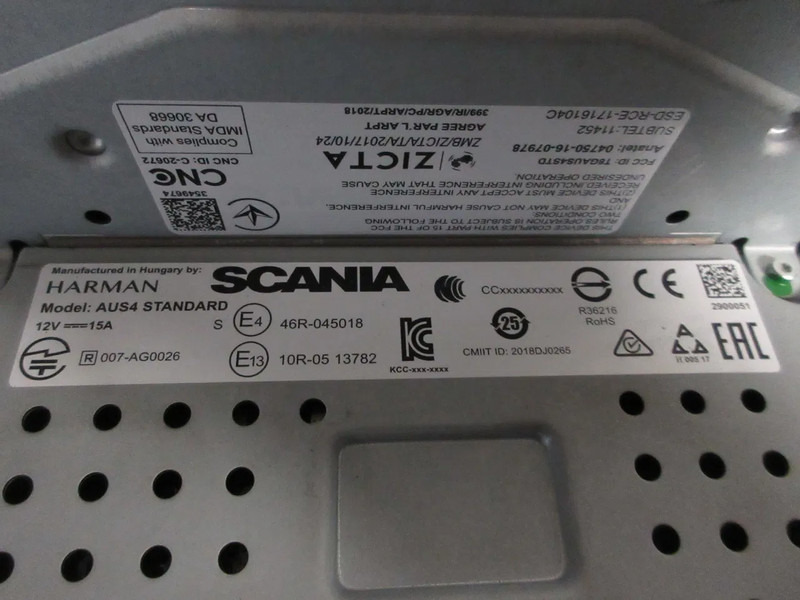 Manufactured in Hungary by:
HARMAN
SCANIA
Model: AUS4 STANDARD
12V 15A
S
E4
46R-045018
R 007-AG0026
E13
10R-05 13782
KCC-xxx-xxxx
CCxxxxxxxxxx
25
CMIIT ID: 2018DJ0265
R36216
RoHS
CE
2900051
EAC
THIS DEVICE COMPLIES WITH PART 15 OF THE FCC
RULES OPERATION IS SUBJECT TO THE FOLLOWING
TWO CONDITIONS:
(1)THIS DEVICE MAY NOT CAUSE HARMFUL INTERFERENCE,
AND
(2)THIS DEVICE MUST ACCEPT ANY INTERFERENCE
RECEIVED INCLUDING INTERFERENCE THAT MAY CAUSE
UNDESIRED OPERATION.
FCC ID: T8GAUS4STD
Anatel: 04750-16-07978
SUBTEL:11452
ESD-RCE-1716104C
ZICTA
ZMB/ZICTA/TA/2017/10/24
AGREE PAR L'ARPT
399/IR/AGR/PC/ARPT/2018
3549674
CNC
CNC ID: C-20672
Complies with
IMDA Standards
DA 30668